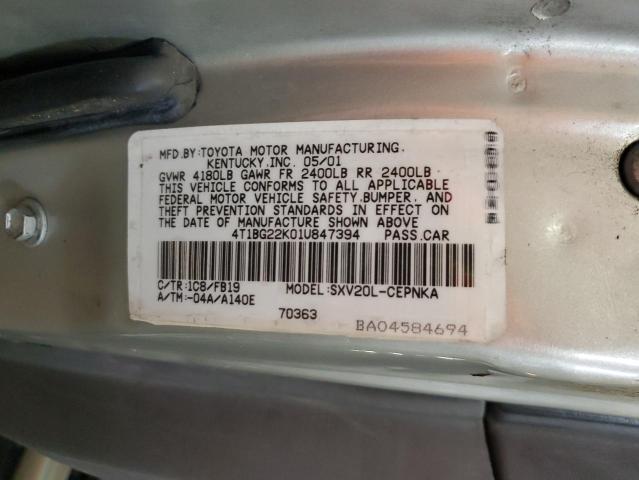 MFD.BY:TOYOTA MOTOR MANUFACTURING.
KENTUCKY,INC. 05/01
GVWR 4180LB GAWR FR 2400LB RR 2400LB
THIS VEHICLE CONFORMS TO ALL APPLICABLE
FEDERAL MOTOR VEHICLE SAFETY,BUMPER, AND
THEFT PREVENTION STANDARDS IN EFFECT ON
THE DATE OF MANUFACTURE SHOWN ABOVE
4T1BG22K01U847394 PASS.CAR
C/TR:1C8/FB19 MODEL:SXV20L-CEPNKA
A/TM:-04A/A140E
70363
BA04584694